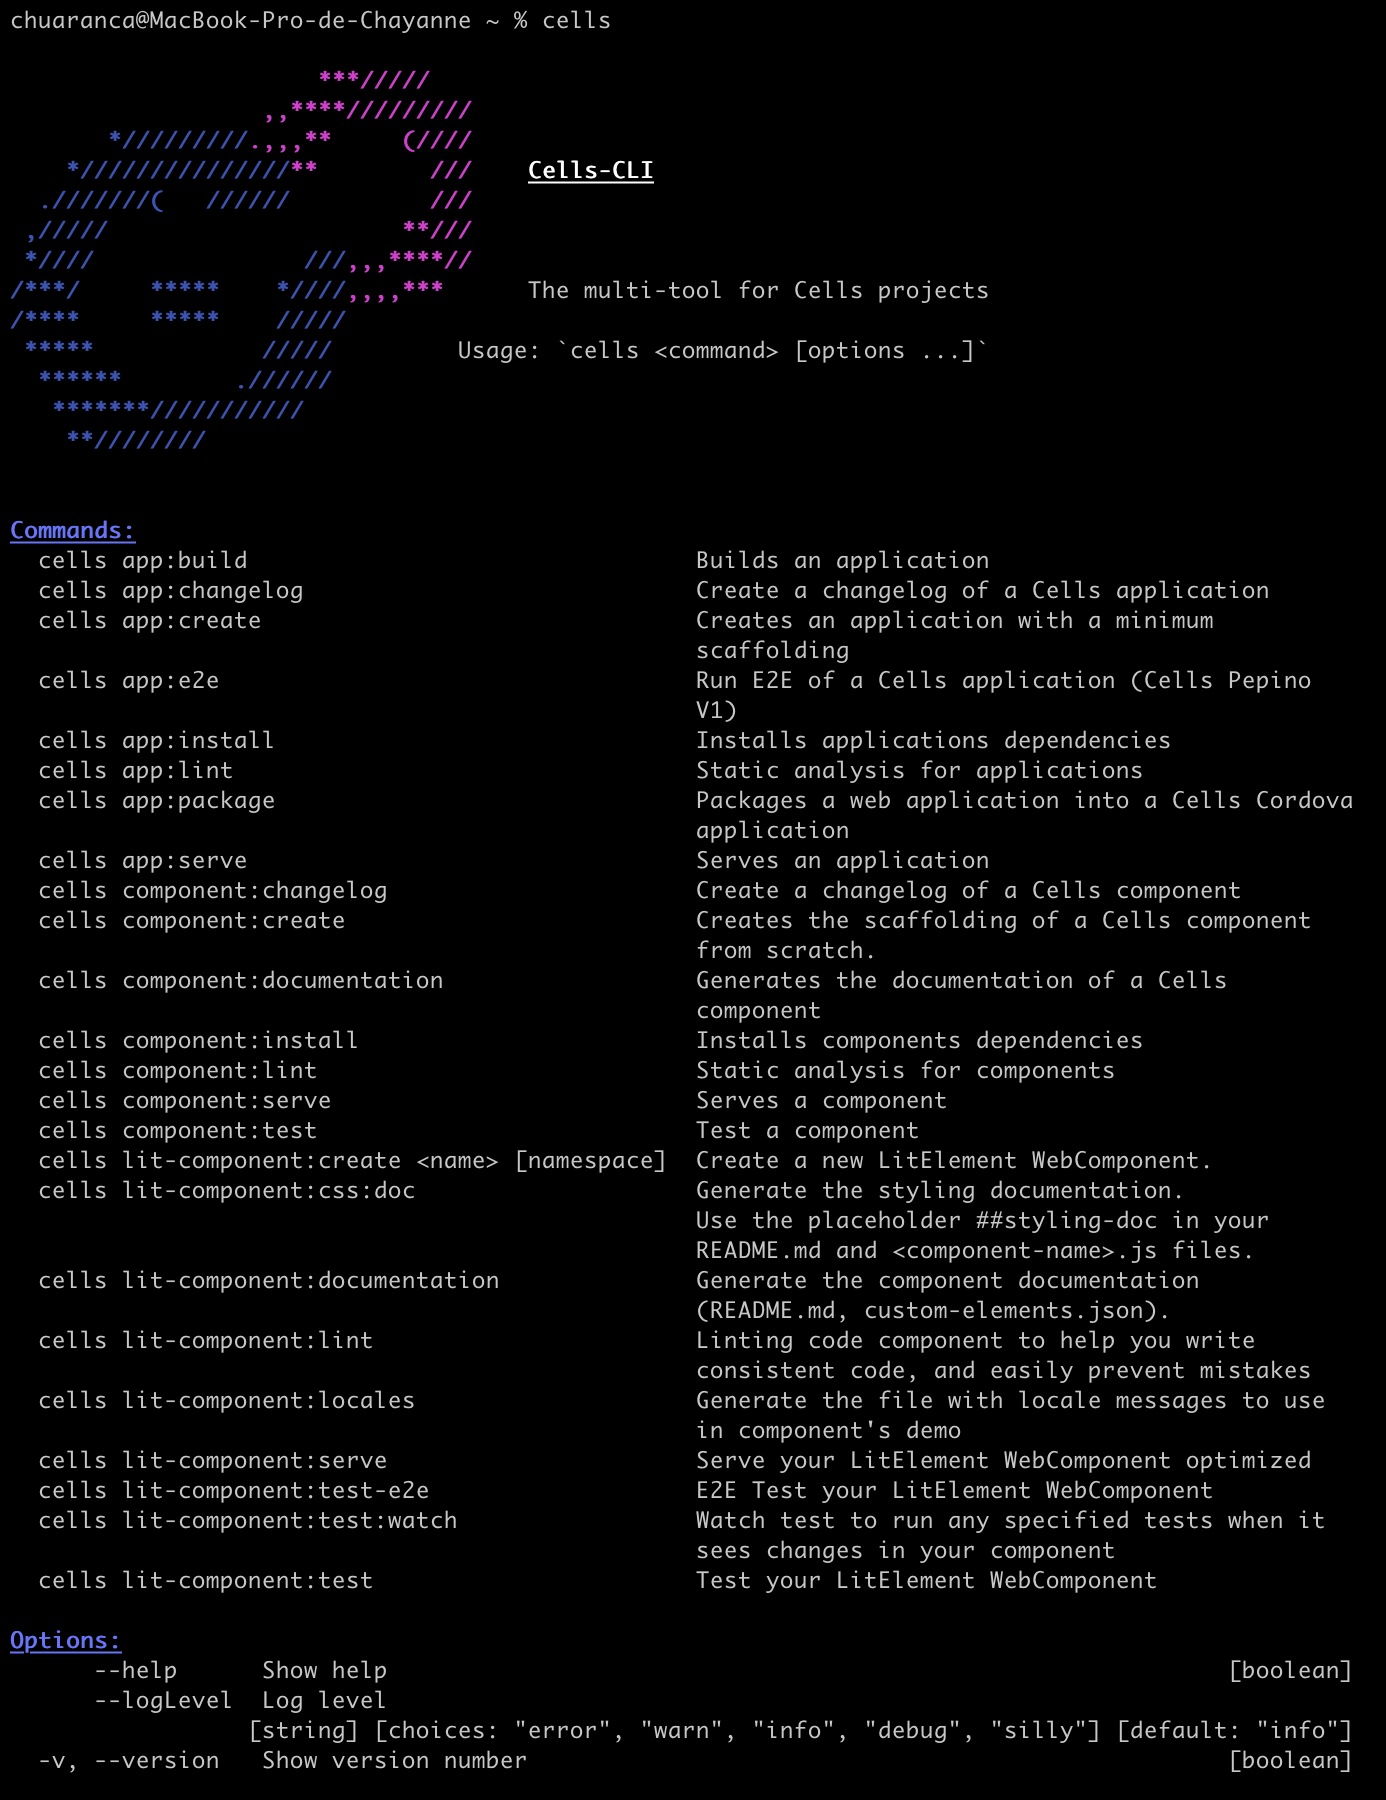 chuaranca@MacBook-Pro-de-Chayanne ~ % cells
***/////
,,****/////////
*/////////.,,,**     (////
*///////////////**        ///    Cells-CLI
.///////(   //////          ///
,/////                     **///
*////               ///,,,****//
/***/     *****    *////,,,,***      The multi-tool for Cells projects
/****     *****    /////
*****            /////         Usage: `cells <command> [options ...]`
******        .//////
*******///////////
**////////
Commands:
cells app:build Builds an application
cells app:changelog Create a changelog of a Cells application
cells app:create Creates an application with a minimum
scaffolding
cells app:e2e Run E2E of a Cells application (Cells Pepino
V1)
cells app:install Installs applications dependencies
cells app:lint Static analysis for applications
cells app:package Packages a web application into a Cells Cordova
application
cells app:serve Serves an application
cells component:changelog Create a changelog of a Cells component
cells component:create Creates the scaffolding of a Cells component
from scratch.
cells component:documentation Generates the documentation of a Cells
component
cells component:install Installs components dependencies
cells component:lint Static analysis for components
cells component:serve Serves a component
cells component:test Test a component
cells lit-component:create <name> [namespace] Create a new LitElement WebComponent.
cells lit-component:css:doc Generate the styling documentation.
Use the placeholder ##styling-doc in your
README.md and <component-name>.js files.
cells lit-component:documentation Generate the component documentation
(README.md, custom-elements.json).
cells lit-component:lint Linting code component to help you write
consistent code, and easily prevent mistakes
cells lit-component:locales Generate the file with locale messages to use
in component's demo
cells lit-component:serve Serve your LitElement WebComponent optimized
cells lit-component:test-e2e E2E Test your LitElement WebComponent
cells lit-component:test:watch Watch test to run any specified tests when it
sees changes in your component
cells lit-component:test Test your LitElement WebComponent
Options:
--help Show help [boolean]
--logLevel Log level
[string] [choices: "error", "warn", "info", "debug", "silly"] [default: "info"]
-v, --version Show version number [boolean]